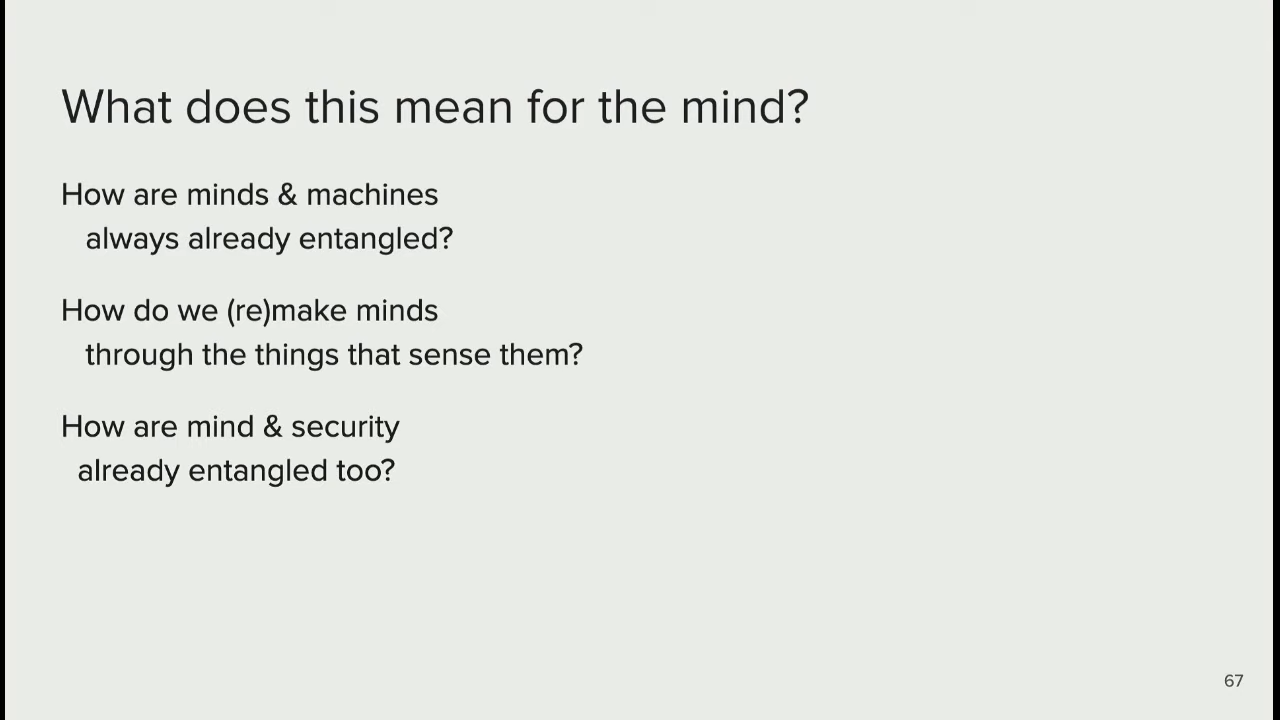 What does this mean for the mind?
How are minds & machines
always already entangled?
How do we (re)make minds
through the things that sense them?
How are mind & security
already entangled too?
67